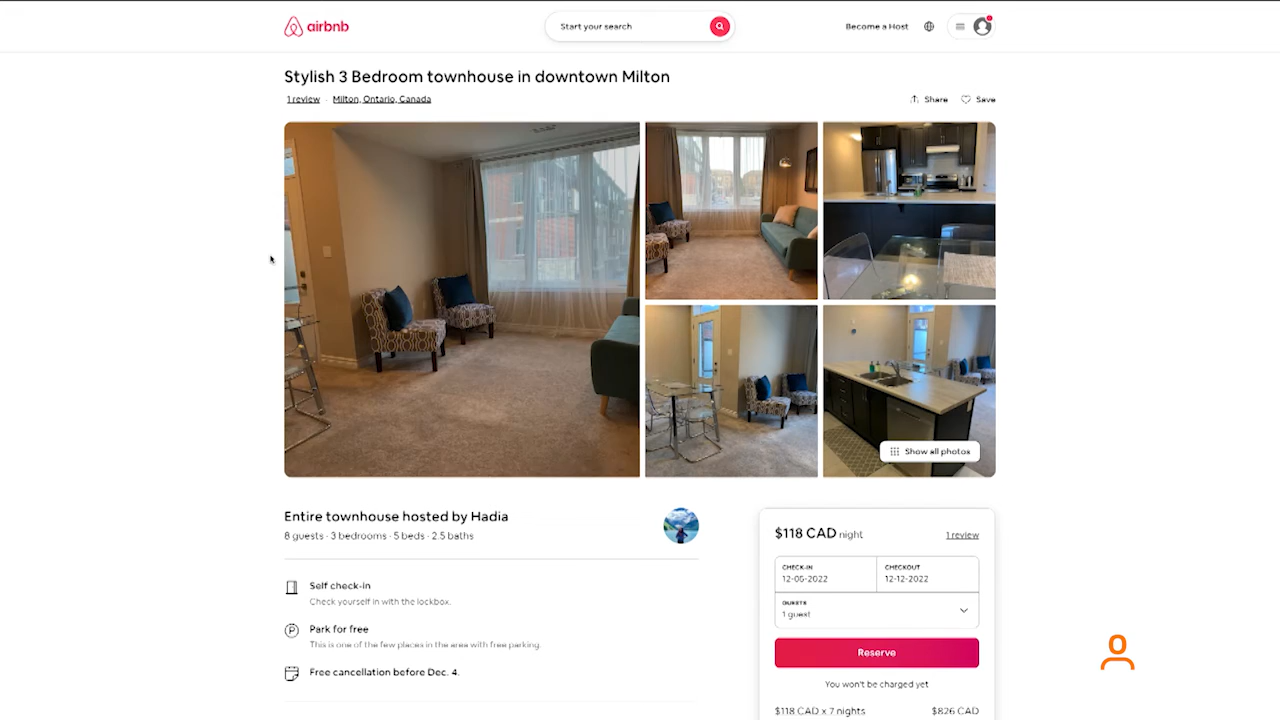 airbnb
Start your search
Become a Host
Stylish 3 Bedroom townhouse in downtown Milton
1 review · Milton, Ontario, Canada
Share
Save
Show all photos
Entire townhouse hosted by Hadia
8 guests · 3 bedrooms · 5 beds · 2.5 baths
Self check-in
Check yourself in with the lockbox.
Park for free
This is one of the few places in the area with free parking.
Free cancellation before Dec. 4.
$118 CAD night
1 review
CHECK-IN
12-05-2022
CHECKOUT
12-12-2022
GUESTS
1 guest
Reserve
You won't be charged yet
$118 CAD x 7 nights
$826 CAD